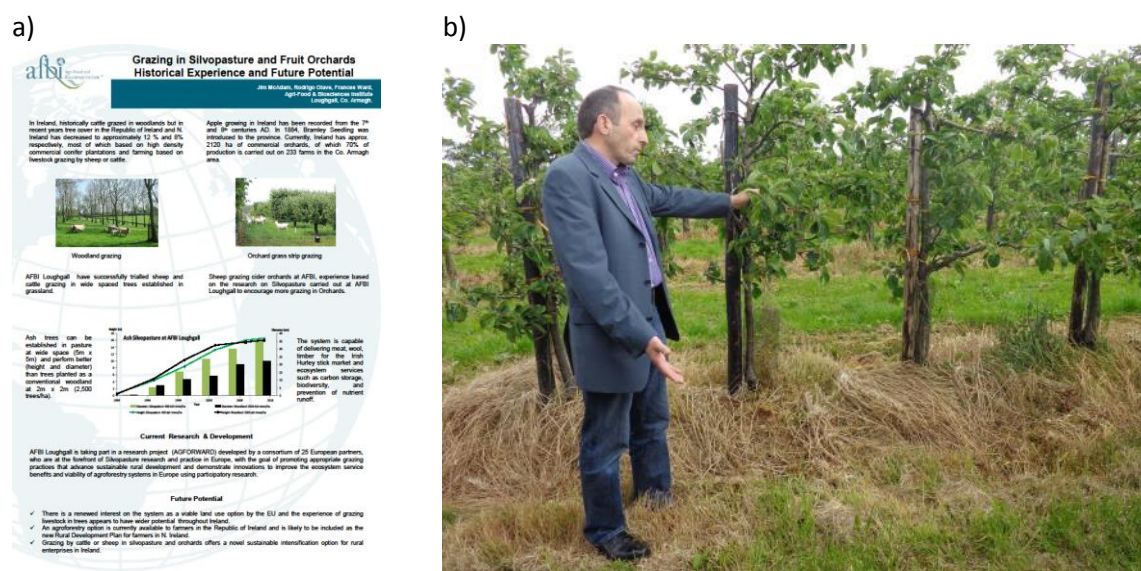 a)
b)
afbi
Grazing in Silvopasture and Fruit Orchards
Historical Experience and Future Potential
Jim McAdam, Rodrigo Olave, Frances Ward,
Agri-Food & Biosciences Institute
Loughgall, Co. Armagh.
In Ireland, historically cattle grazed in woodlands but in
recent years tree cover in the Republic of Ireland and N.
Ireland has decreased to approximately 12 % and 8%
respectively, most of which based on high density
commercial conifer plantations and farming based on
livestock grazing by sheep or cattle.
Apple growing in Ireland has been recorded from the 7th
and 8th centuries AD. In 1884, Bramley Seedling was
introduced to the province. Currently, Ireland has approx.
2120 ha of commercial orchards, of which 70% of
production is carried out on 233 farms in the Co. Armagh
area.
Woodland grazing
Orchard grass strip grazing
AFBI Loughgall have successfully trialled sheep and
cattle grazing in wide spaced trees established in
grassland.
Sheep grazing cider orchards at AFBI, experience based
on the research on Silvopasture carried out at AFBI
Loughgall to encourage more grazing in Orchards.
Ash trees can be
established in pasture
at wide space (5m x
5m) and perform better
(height and diameter)
than trees planted as a
conventional woodland
at 2m x 2m (2,500
trees/ha).
Ash Silvopasture at AFBI Loughgall
The system is capable
of delivering meat, wool,
timber for the Irish
Hurley stick market and
ecosystem services
such as carbon storage,
biodiversity, and
prevention of nutrient
runoff.
Current Research & Development
AFBI Loughgall is taking part in a research project (AGFORWARD) developed by a consortium of 25 European partners,
who are at the forefront of Silvopasture research and practice in Europe, with the goal of promoting appropriate grazing
practices that advance sustainable rural development and demonstrate innovations to improve the ecosystem service
benefits and viability of agroforestry systems in Europe using participatory research.
Future Potential
✓ There is a renewed interest on the system as a viable land use option by the EU and the experience of grazing
livestock in trees appears to have wider potential throughout Ireland.
✓ An agroforestry option is currently available to farmers in the Republic of Ireland and is likely to be included as the
new Rural Development Plan for farmers in N. Ireland.
✓ Grazing by cattle or sheep in silvopasture and orchards offers a novel sustainable intensification option for rural
enterprises in Ireland.